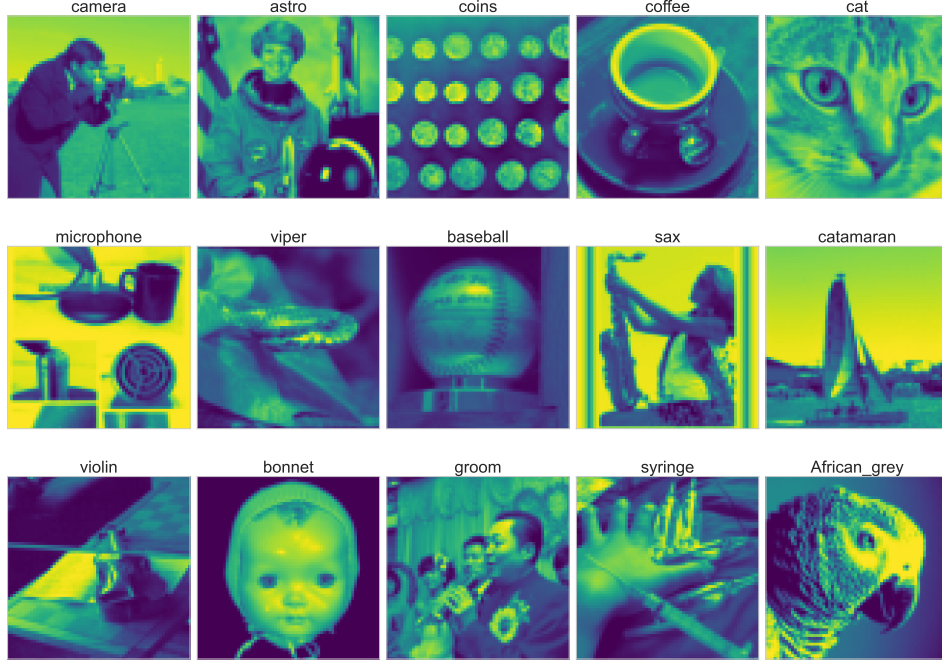 camera
astro
coins
coffee
cat
microphone
viper
baseball
sax
catamaran
violin
bonnet
groom
syringe
African_grey